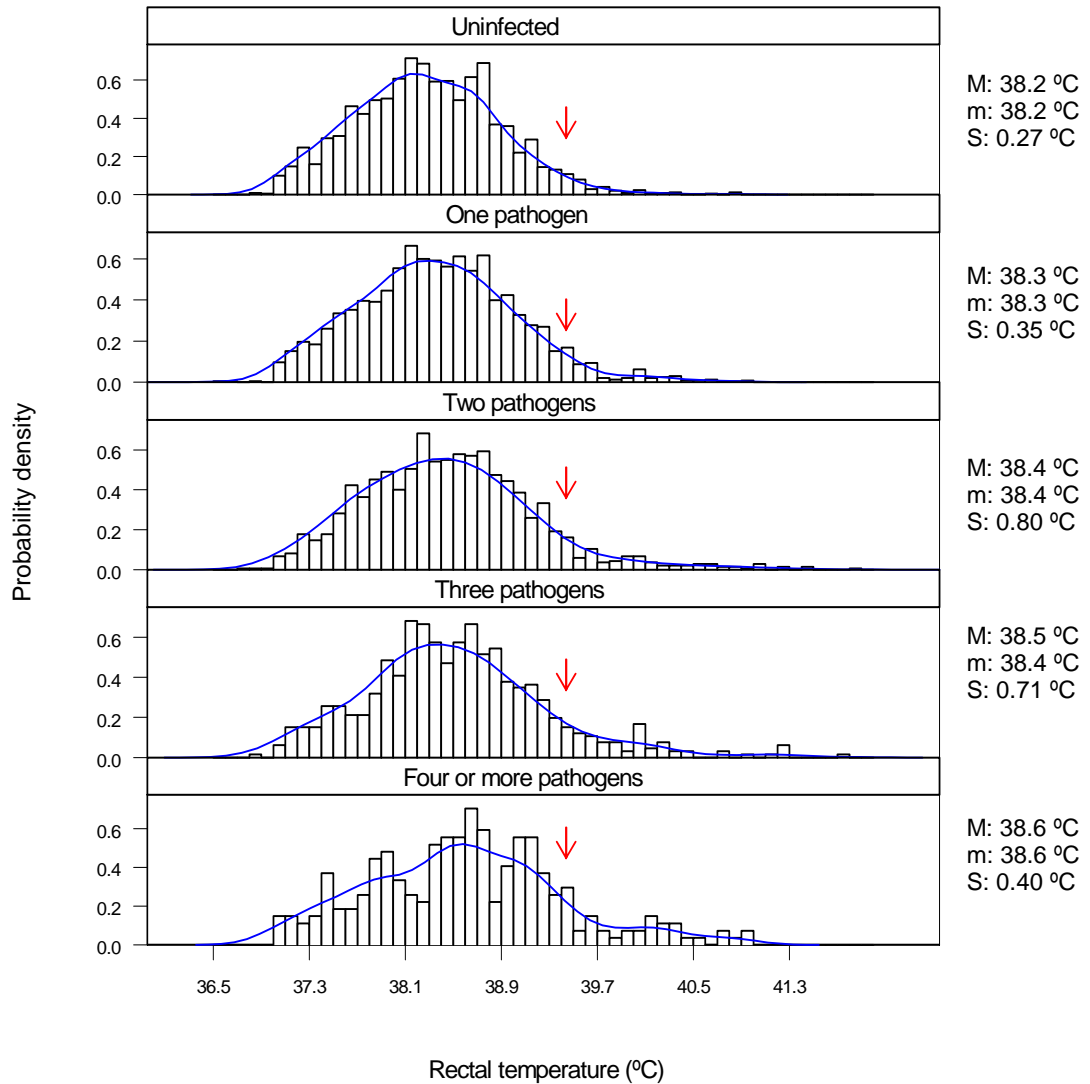 Uninfected
0.6
0.4
0.2
0.0
M: 38.2 ºC
m: 38.2 ºC
S: 0.27 ºC
One pathogen
0.6
0.4
0.2
0.0
M: 38.3 ºC
m: 38.3 ºC
S: 0.35 ºC
Two pathogens
0.6
0.4
0.2
0.0
M: 38.4 ºC
m: 38.4 ºC
S: 0.80 ºC
Three pathogens
0.6
0.4
0.2
0.0
M: 38.5 ºC
m: 38.4 ºC
S: 0.71 ºC
Four or more pathogens
0.6
0.4
0.2
0.0
M: 38.6 ºC
m: 38.6 ºC
S: 0.40 ºC
Probability density
36.5 37.3 38.1 38.9 39.7 40.5 41.3
Rectal temperature (ºC)